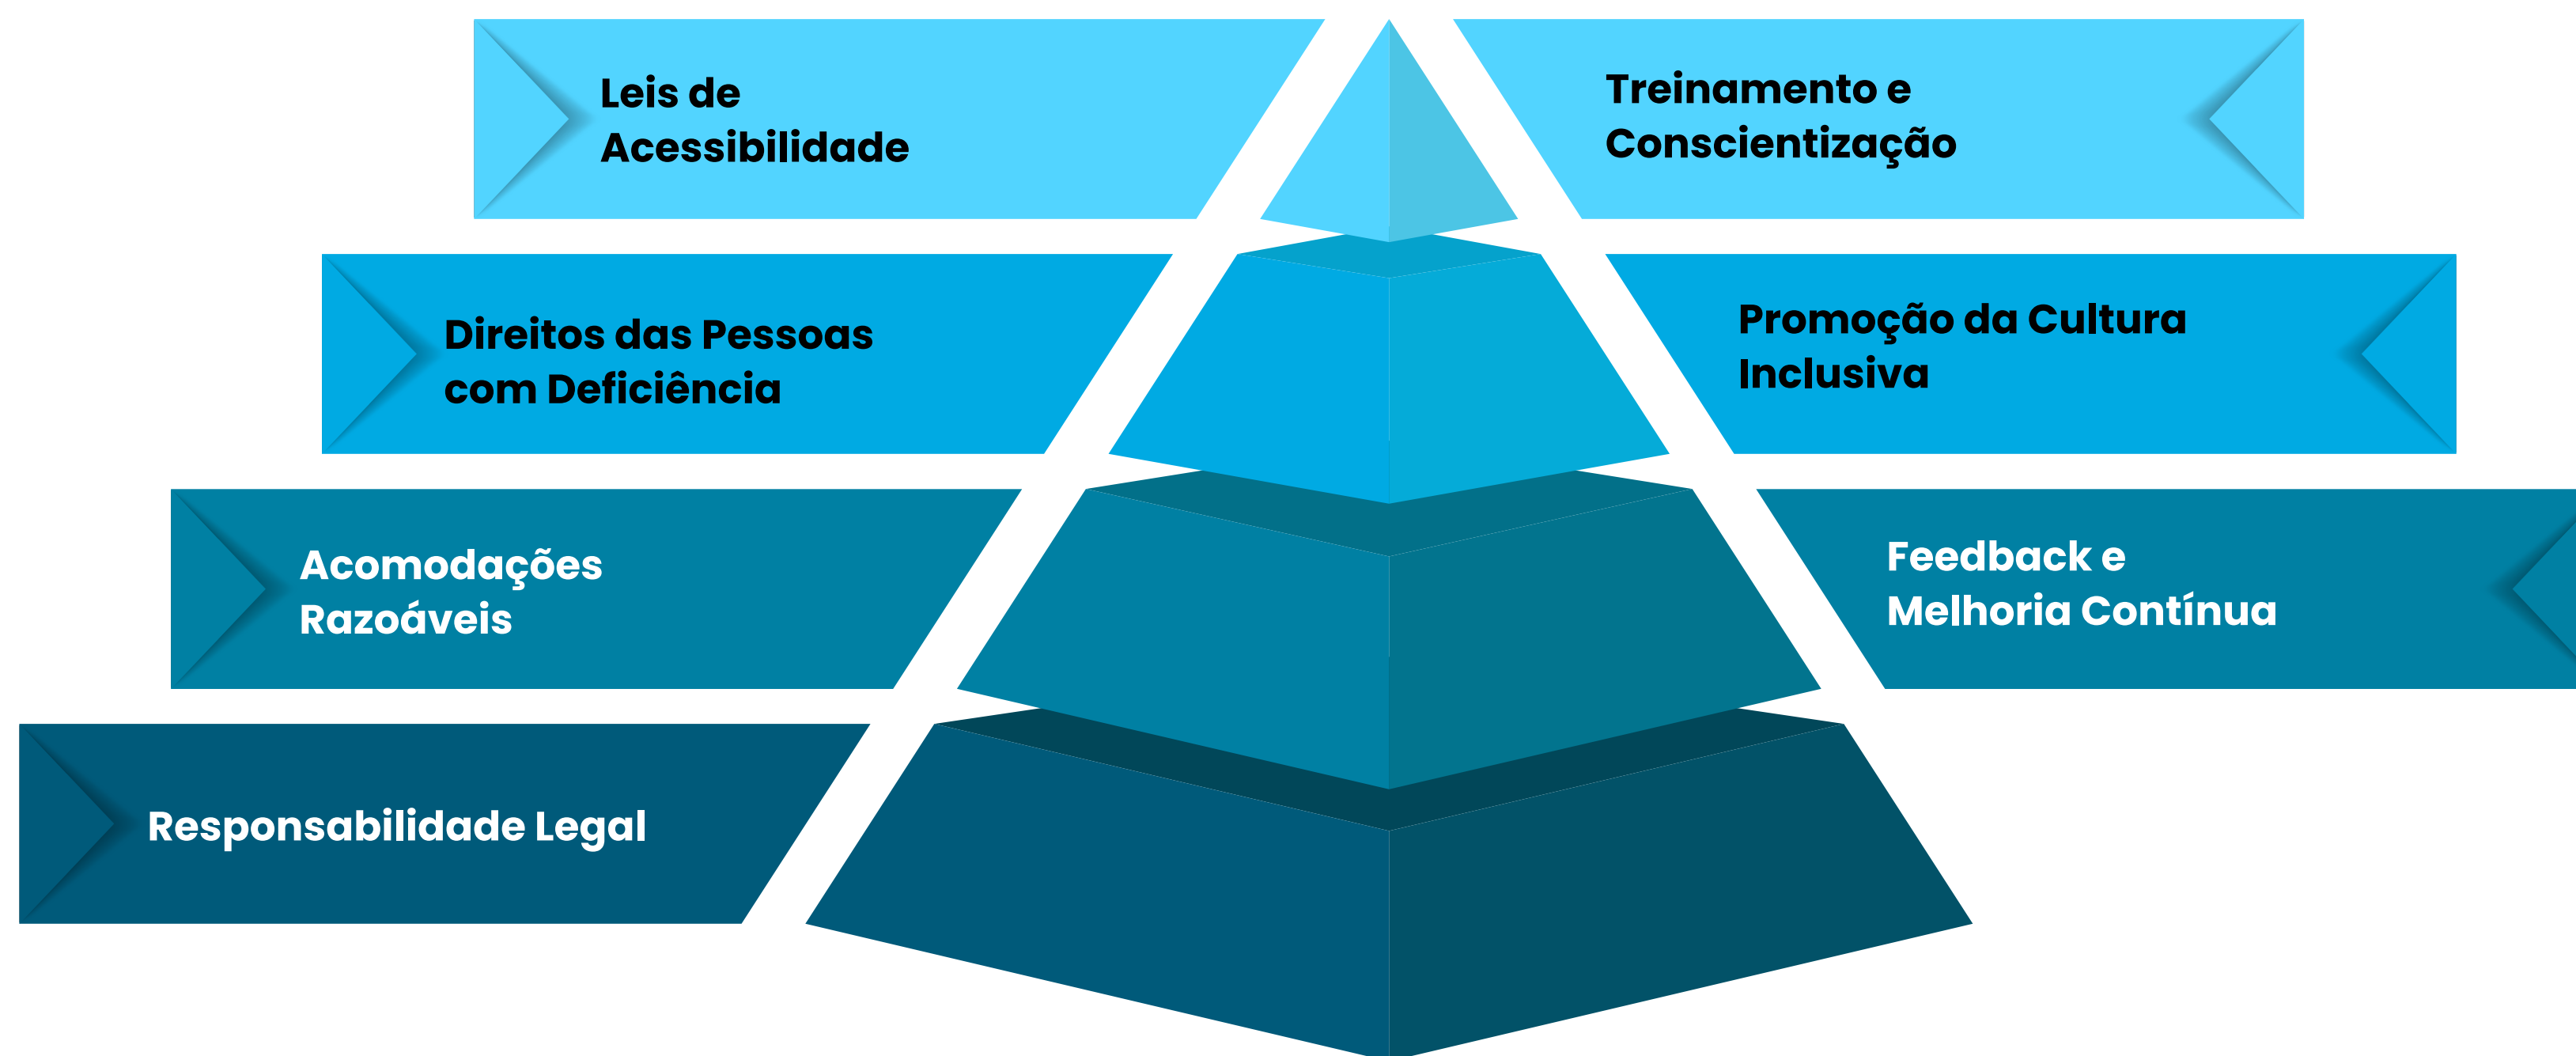 Leis de
Acessibilidade
Treinamento e
Conscientização
Direitos das Pessoas
com Deficiência
Promoção da Cultura
Inclusiva
Acomodações
Razoáveis
Feedback e
Melhoria Contínua
Responsabilidade Legal